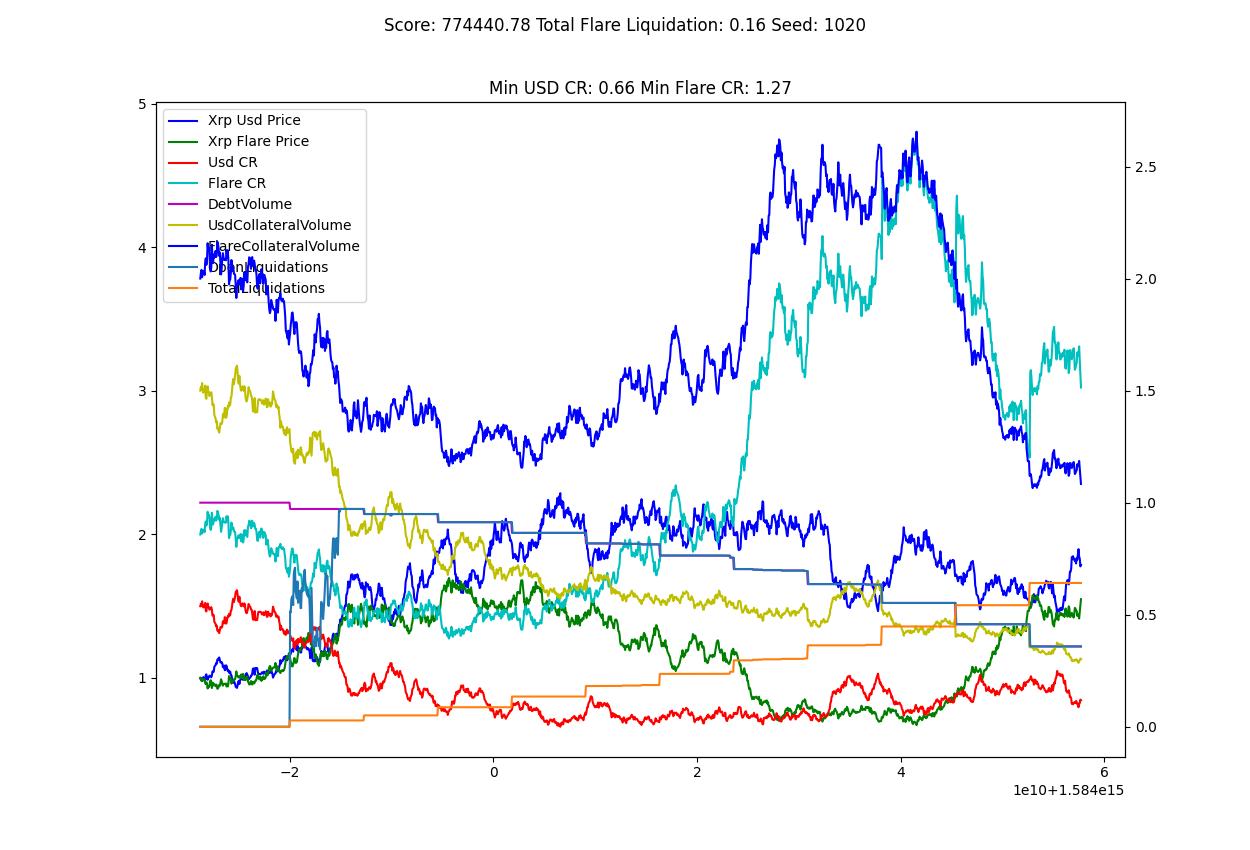 Score: 774440.78 Total Flare Liquidation: 0.16 Seed: 1020
Min USD CR: 0.66 Min Flare CR: 1.27
5
4
3
2
1
Xrp Usd Price
Xrp Flare Price
Usd CR
Flare CR
DebtVolume
UsdCollateralVolume
FlareCollateralVolume
OpenLiquidations
TotalLiquidations
2.5
2.0
1.5
1.0
0.5
0.0
−2
0
2
4
6
1e10+1.584e15